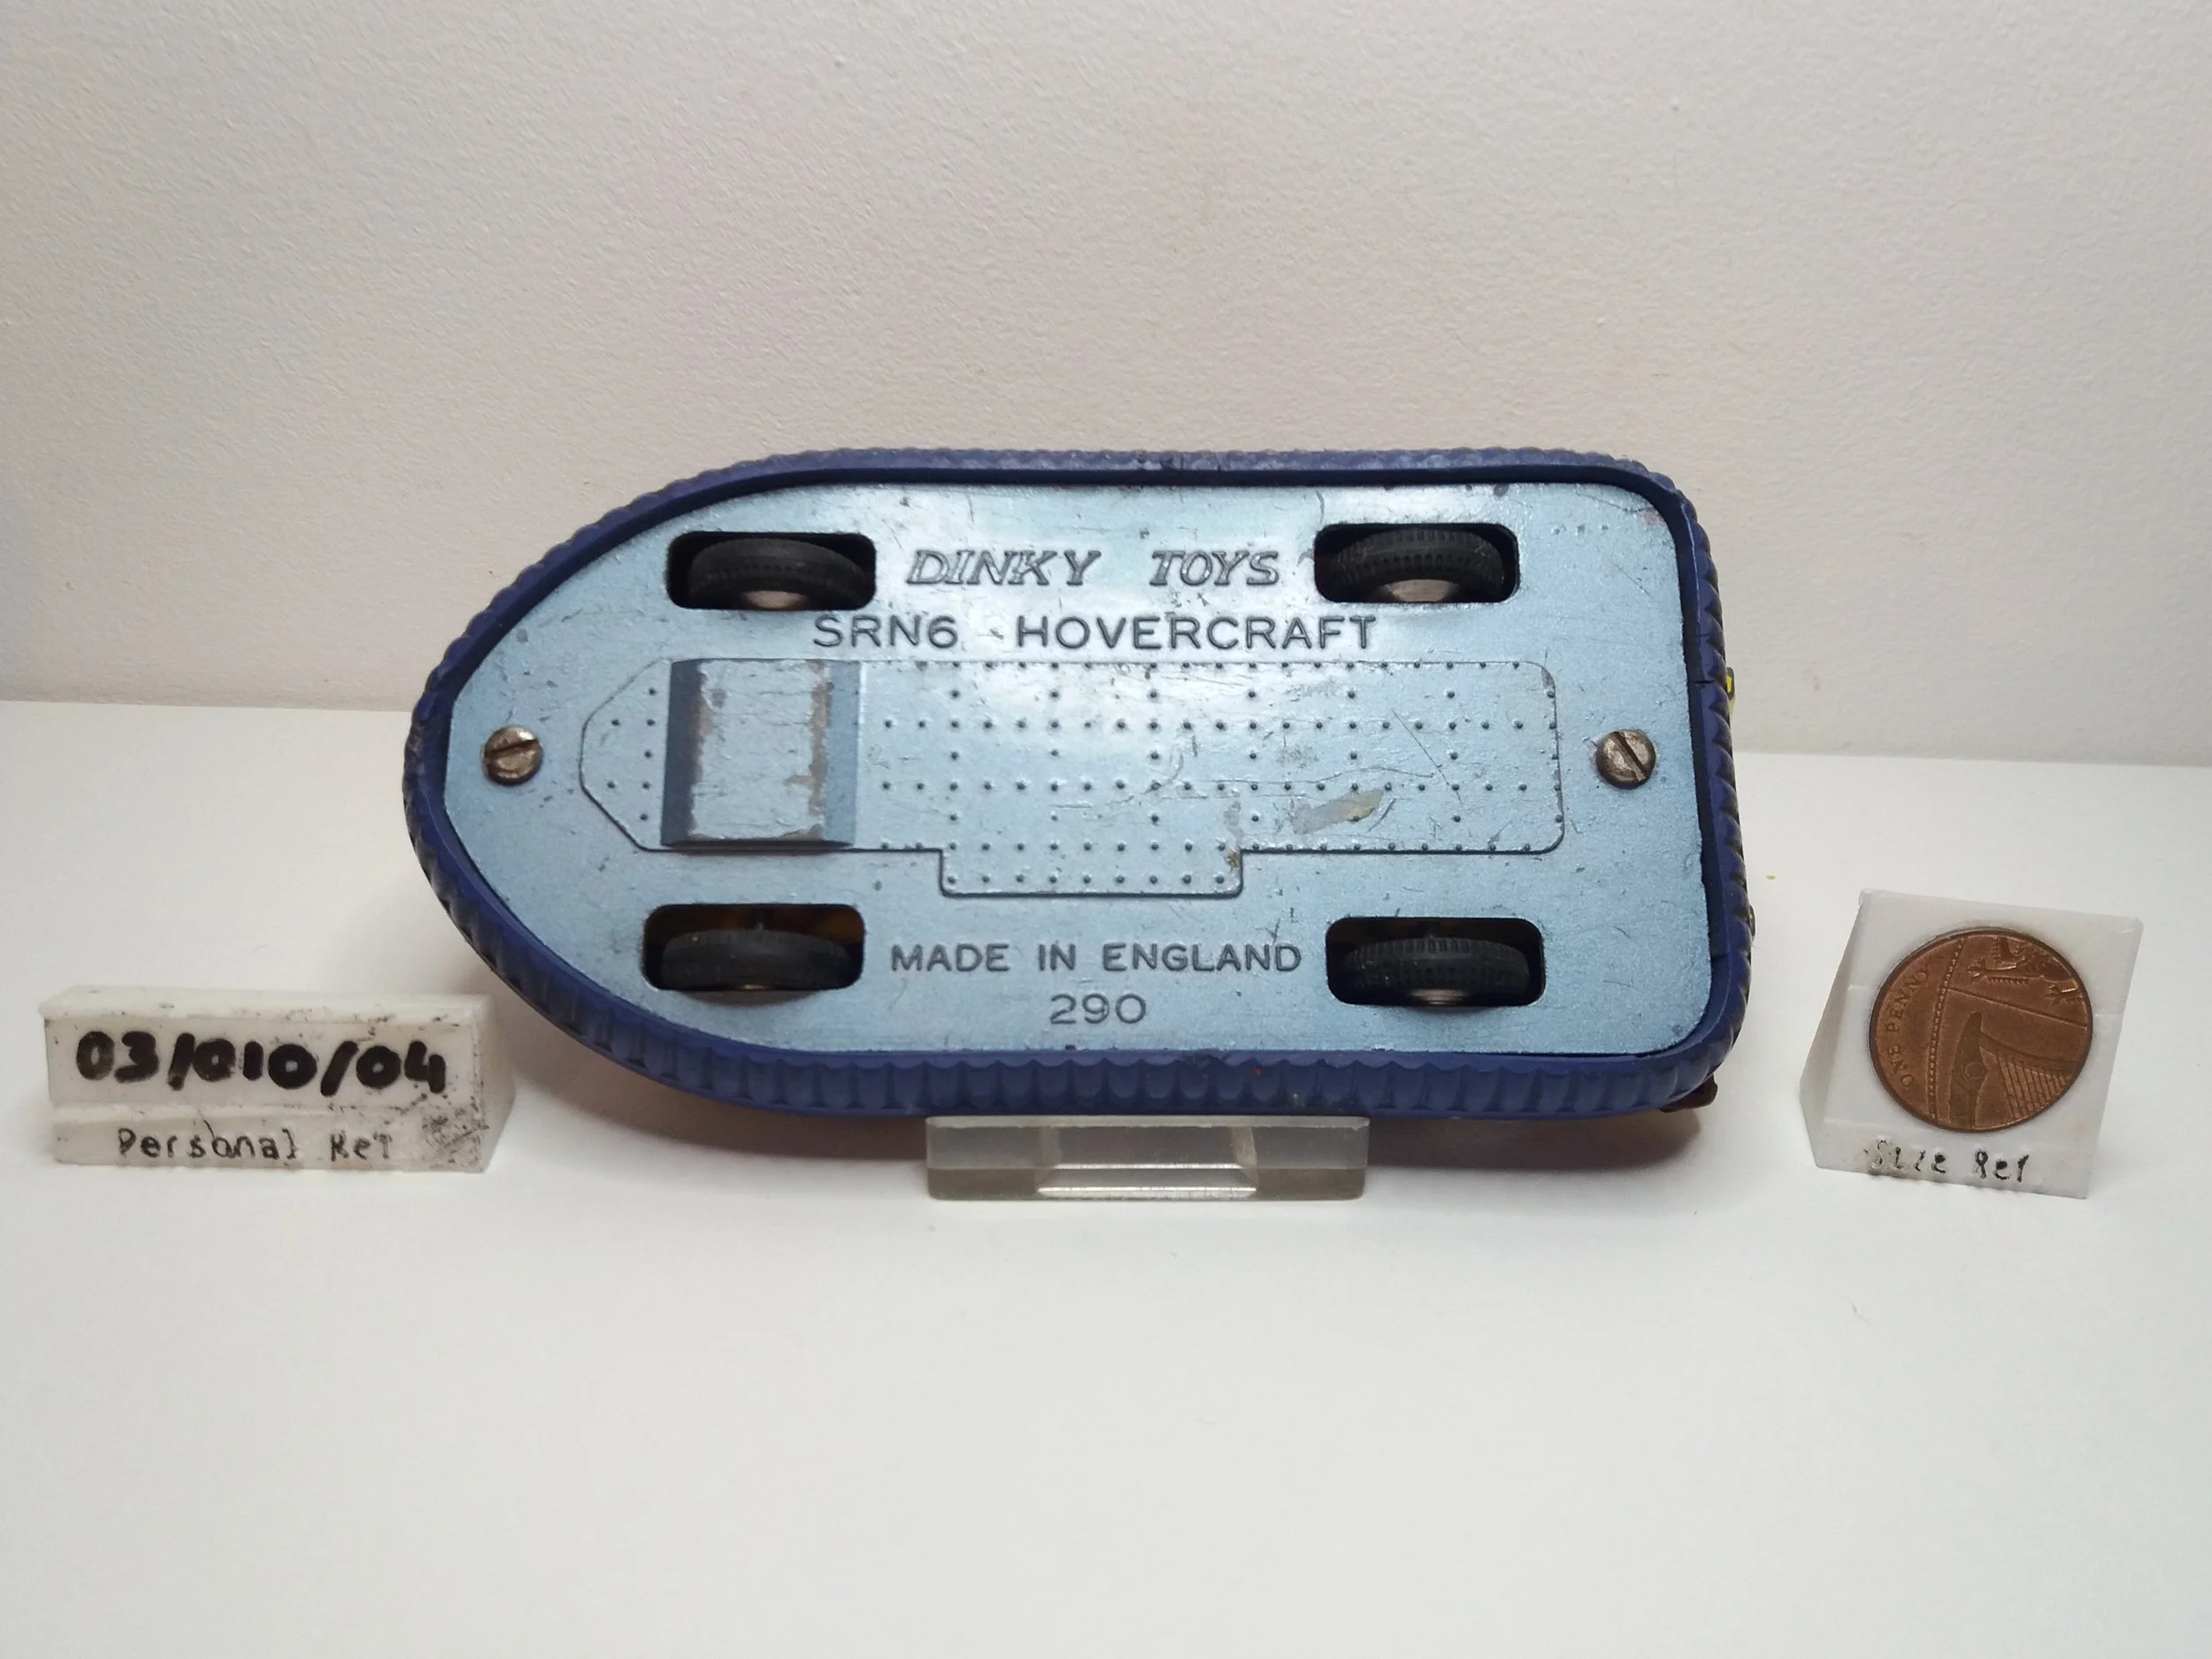 DINKY TOYS
SRN6 HOVERCRAFT
MADE IN ENGLAND
290
03/010/04
Personal Ref
ONE PENNY
Size Ref